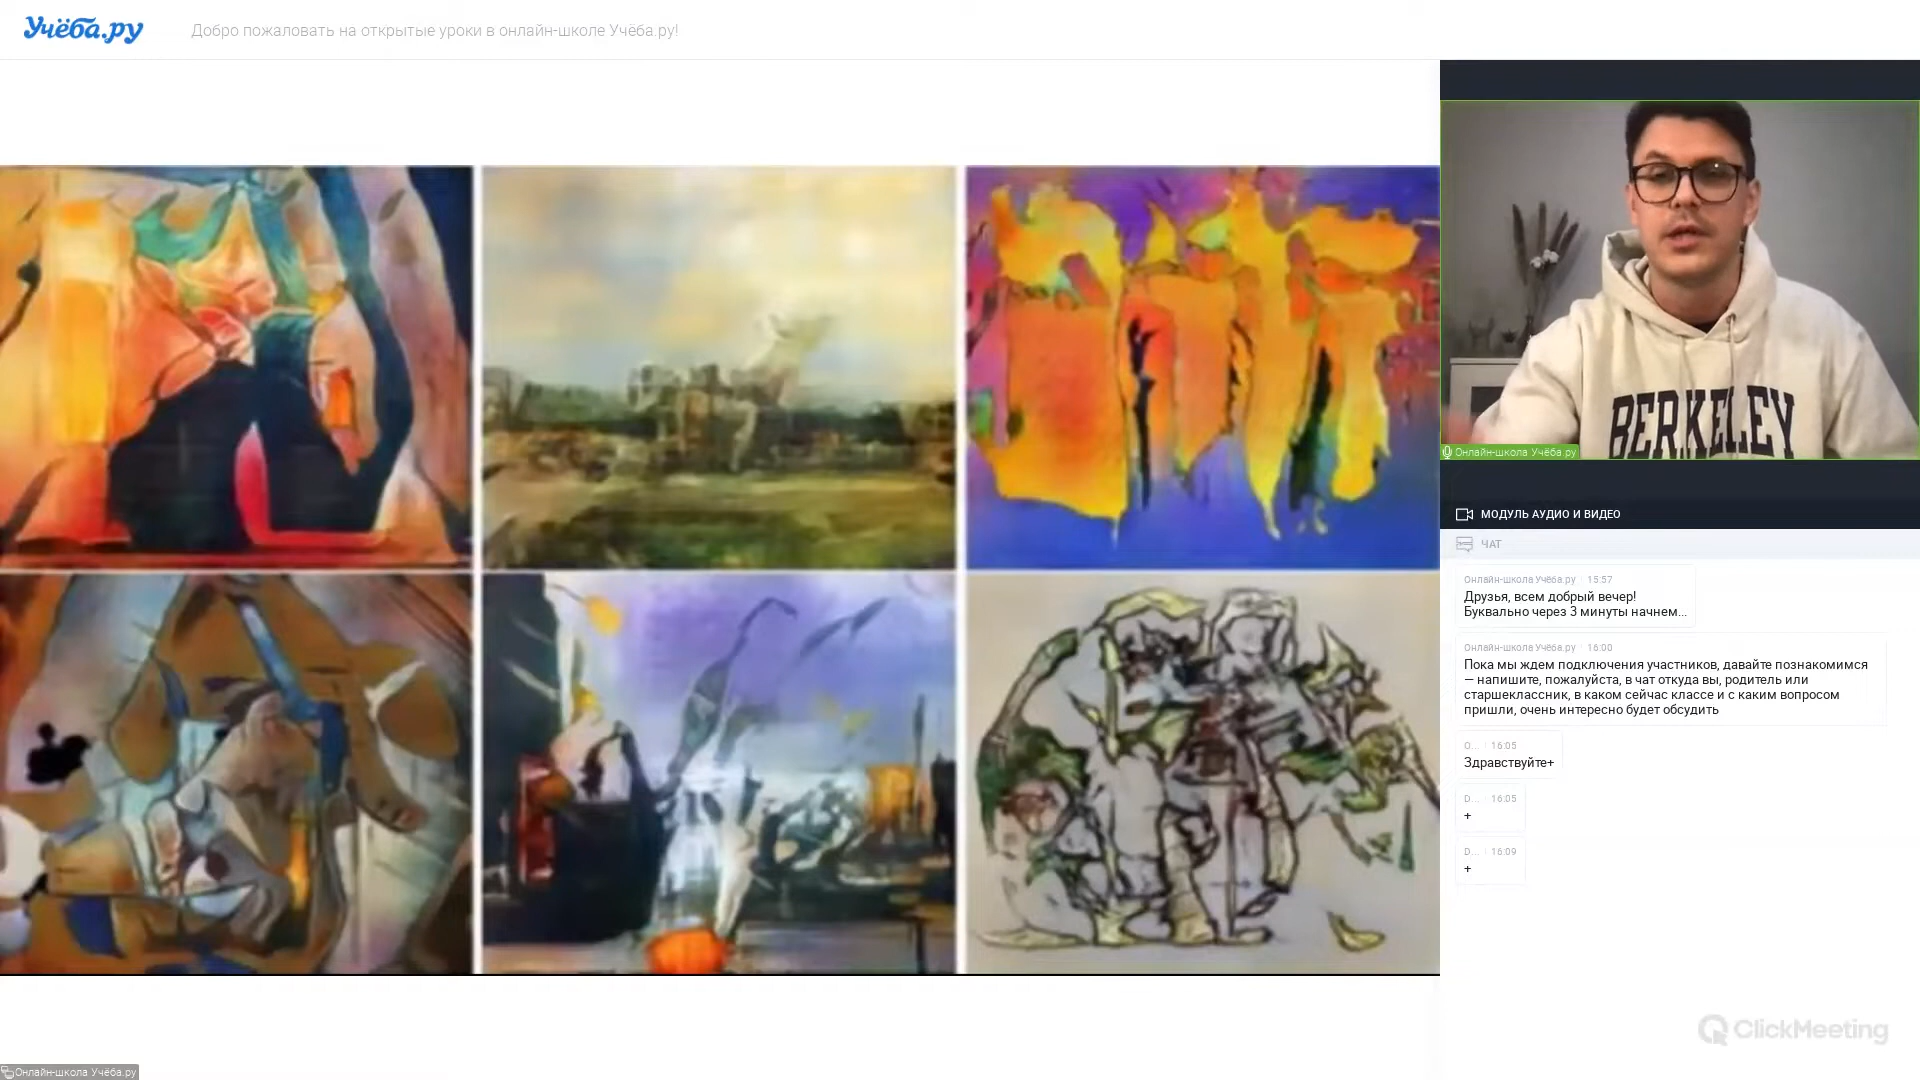 Учёба.ру
Добро пожаловать на открытые уроки в онлайн-школе Учёба.ру!
BERKELEY
Онлайн-школа Учёба.ру
МОДУЛЬ АУДИО И ВИДЕО
ЧАТ
Онлайн-школа Учёба.ру 15:57
Друзья, всем добрый вечер!
Буквально через 3 минуты начнем...
Онлайн-школа Учёба.ру 16:00
Пока мы ждем подключения участников, давайте познакомимся
— напишите, пожалуйста, в чат откуда вы, родитель или
старшеклассник, в каком сейчас классе и с каким вопросом
пришли, очень интересно будет обсудить
О... 16:05
Здравствуйте+
D... 16:05
+
D... 16:09
+
ClickMeeting
Онлайн-школа Учёба.ру